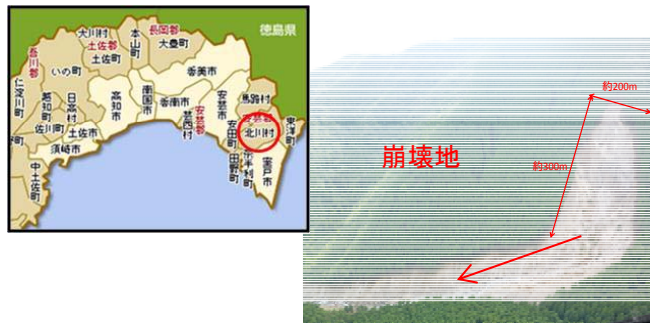 徳島県
本山町
長岡郡
大豊町
大川村
土佐郡
土佐町
吾川郡
いの町
仁淀川町
越知町
日高村
佐川町
土佐市
須崎市
中土佐町
高知市
南国市
香美市
香南市
芸西村
安芸郡
安芸市
馬路村
安芸郡
北川村
安田町
田野町
奈半利町
室戸市
東洋町
野町
崩壊地
約200m
約300m